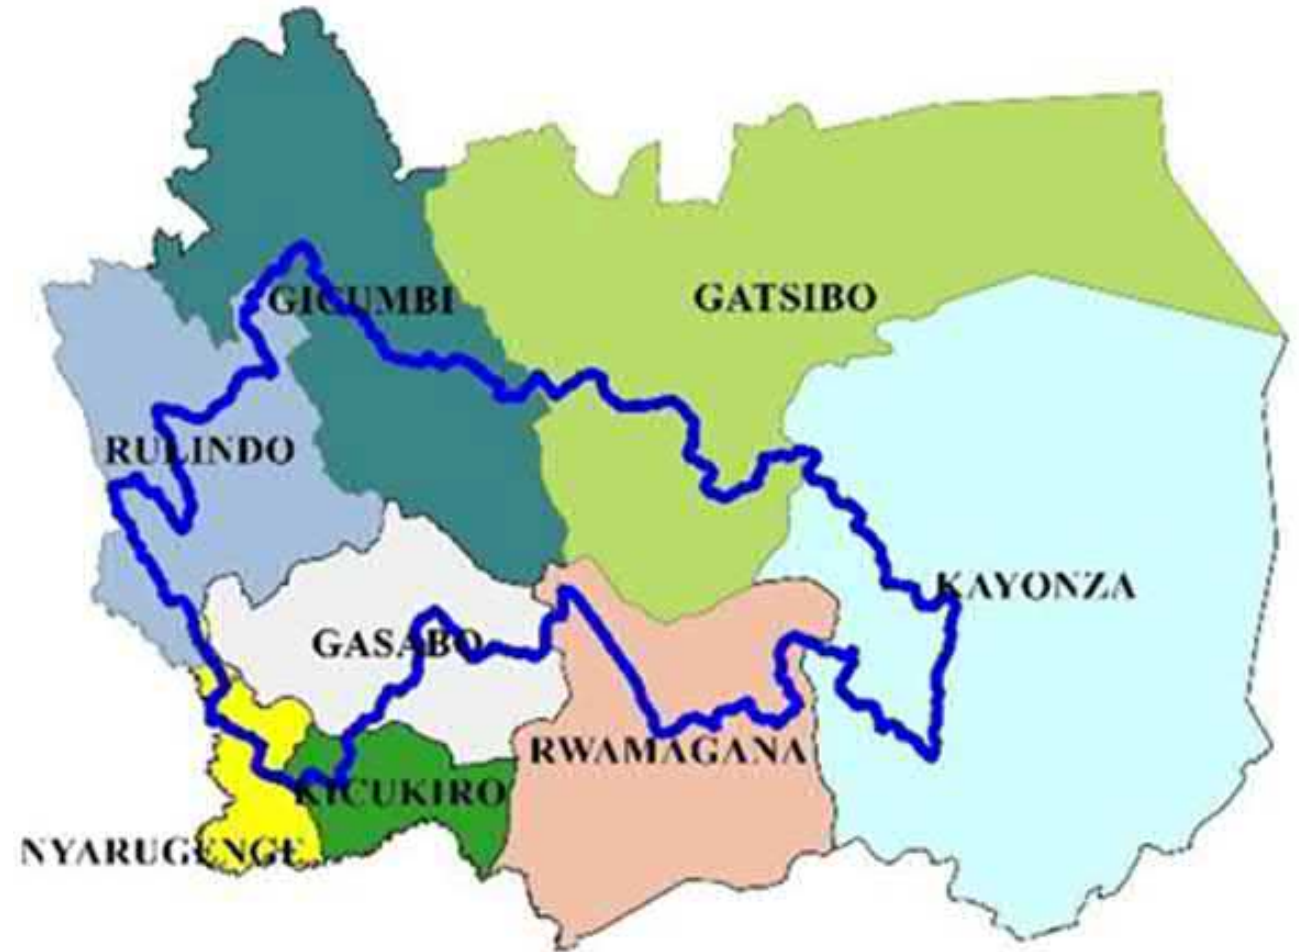 GICUMBI
GATSIBO
RULINDO
KAYONZA
GASABO
RWAMAGANA
KICUKIRO
NYARUGENGE